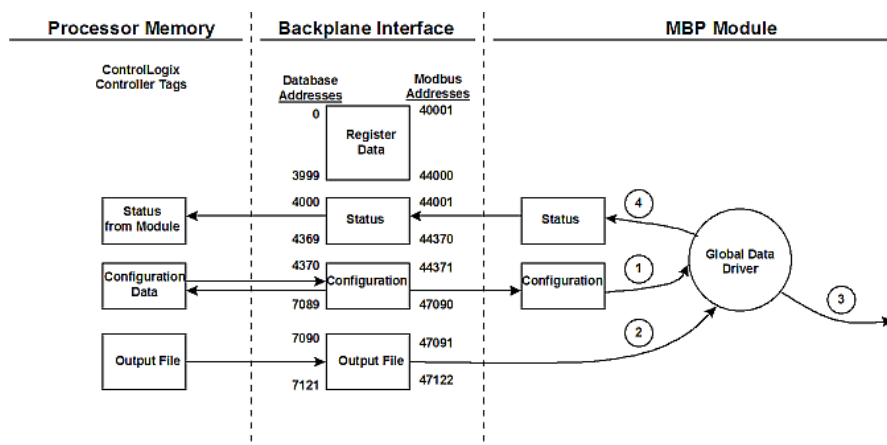 Processor Memory
Backplane Interface
MBP Module
ControlLogix
Controller Tags
Database
Addresses
Modbus
Addresses
0
40001
Register
Data
3999
44000
4000
44001
Status
from Module
Status
Status
4
4369
44370
Global Data
Driver
4370
44371
Configuration
Data
Configuration
Configuration
1
3
7089
47090
2
7090
47091
Output File
Output File
7121
47122